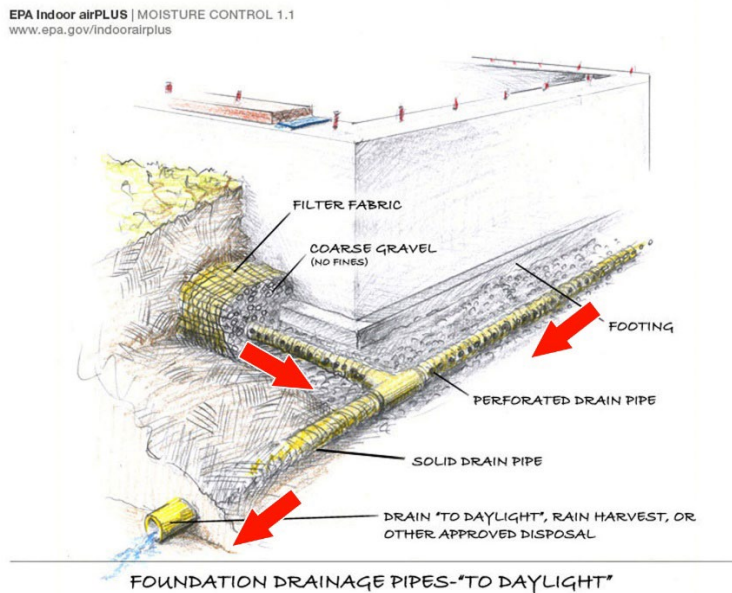 EPA Indoor airPLUS | MOISTURE CONTROL 1.1
www.epa.gov/indoorairplus
FILTER FABRIC
COARSE GRAVEL
(NO FINES)
FOOTING
PERFORATED DRAIN PIPE
SOLID DRAIN PIPE
DRAIN "TO DAYLIGHT", RAIN HARVEST, OR
OTHER APPROVED DISPOSAL
FOUNDATION DRAINAGE PIPES-"TO DAYLIGHT"